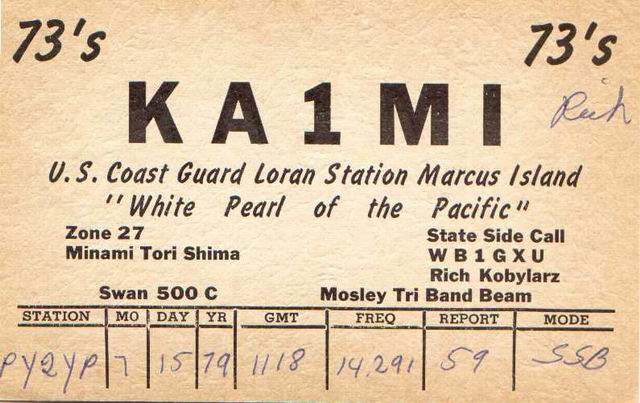 73's 73's
KA1MI
Rich
U.S. Coast Guard Loran Station Marcus Island
"White Pearl of the Pacific"
Zone 27 State Side Call
Minami Tori Shima WB1GXU
Rich Kobylarz
Swan 500 C Mosley Tri Band Beam
STATION MO DAY YR GMT FREQ REPORT MODE
PY2YP 7 15 79 1118 14,291 59 SSB